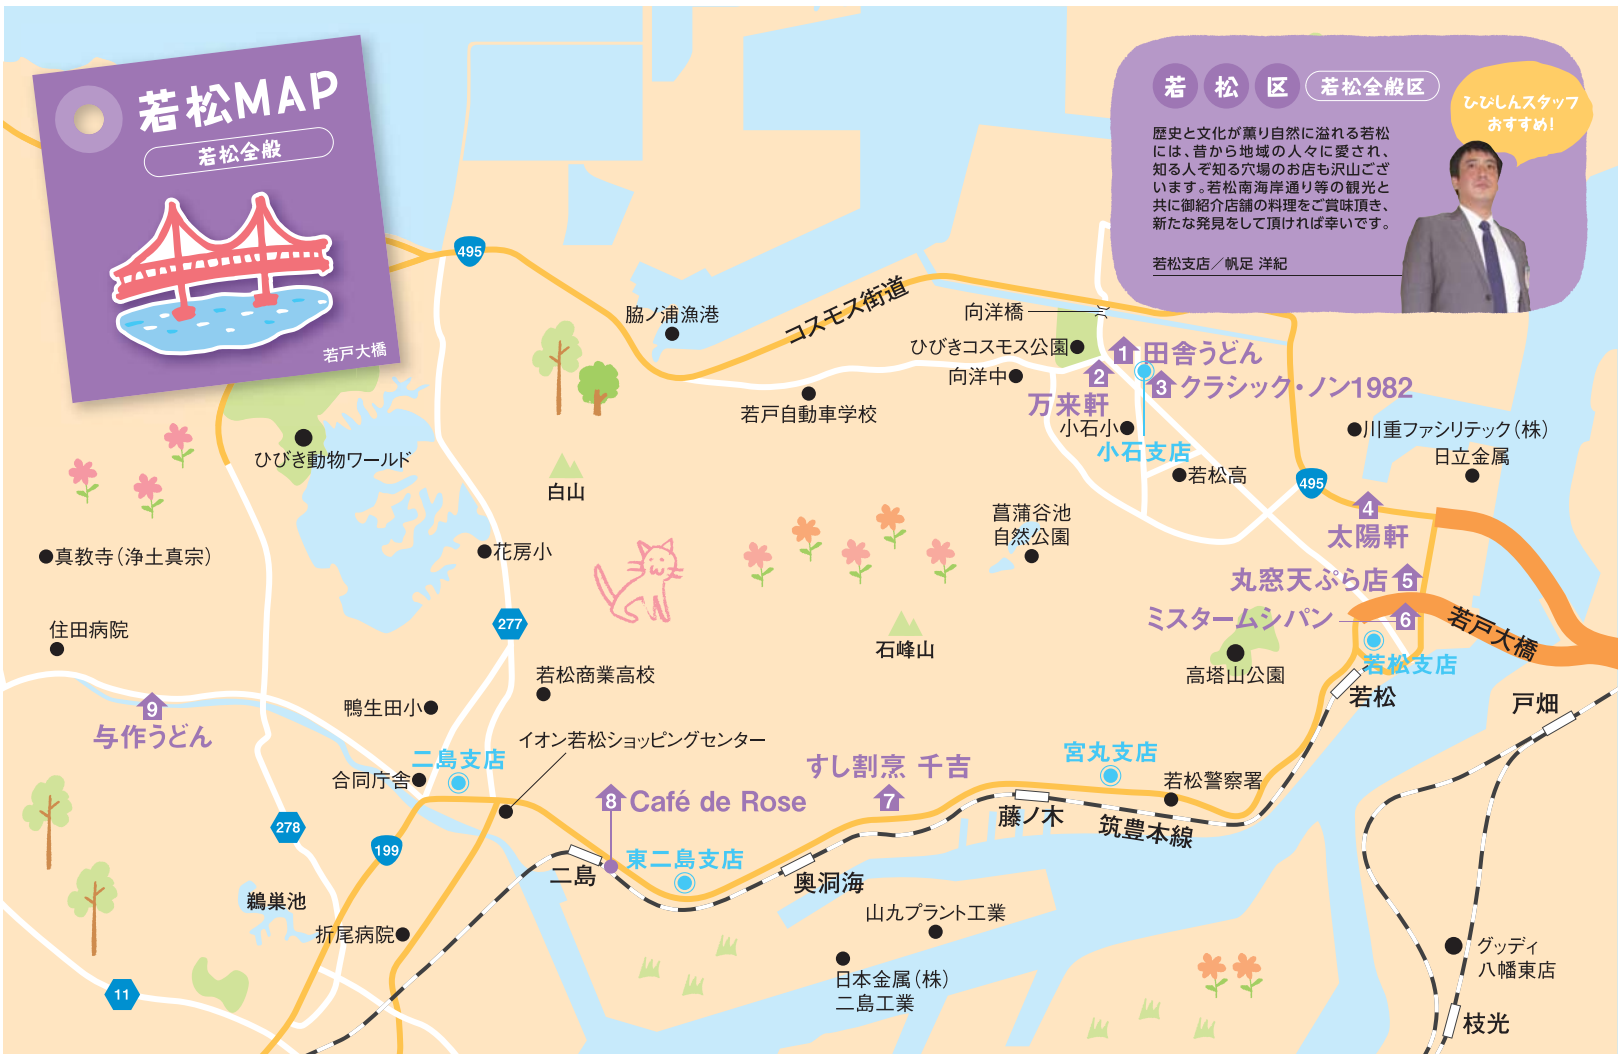 若松MAP
若松全般
若戸大橋
若松区
若松全般区
ひびしんスタッフ
おすすめ!
歴史と文化が薫り自然に溢れる若松
には、昔から地域の人々に愛され、
知る人ぞ知る穴場のお店も沢山ござ
います。若松南海岸通り等の観光と
共に御紹介店舗の料理をご賞味頂き、
新たな発見をして頂ければ幸いです。
若松支店／帆足 洋紀
495
脇ノ浦漁港
コスモス街道
向洋橋
ひびきコスモス公園
向洋中
1
田舎うどん
2
万来軒
3
クラシック・ノン1982
若戸自動車学校
小石小
小石支店
川重ファシリテック（株）
日立金属
ひびき動物ワールド
白山
若松高
495
4
太陽軒
菖蒲谷池
自然公園
真教寺（浄土真宗）
花房小
丸窓天ぷら店
5
ミスタームシパン
6
若戸大橋
277
住田病院
石峰山
高塔山公園
若松支店
若松
戸畑
若松商業高校
9
与作うどん
鴨生田小
イオン若松ショッピングセンター
二島支店
合同庁舎
すし割烹 千吉
7
宮丸支店
若松警察署
8
Café de Rose
藤ノ木
筑豊本線
278
199
二島
東二島支店
奥洞海
鵜巣池
折尾病院
山九プラント工業
日本金属（株）
二島工業
グッディ
八幡東店
11
枝光